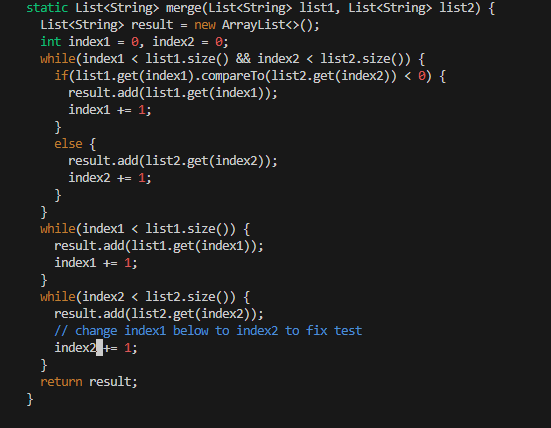 static List<String> merge(List<String> list1, List<String> list2) {
  List<String> result = new ArrayList<>();
  int index1 = 0, index2 = 0;
  while(index1 < list1.size() && index2 < list2.size()) {
    if(list1.get(index1).compareTo(list2.get(index2)) < 0) {
      result.add(list1.get(index1));
      index1 += 1;
    }
    else {
      result.add(list2.get(index2));
      index2 += 1;
    }
  }
  while(index1 < list1.size()) {
    result.add(list1.get(index1));
    index1 += 1;
  }
  while(index2 < list2.size()) {
    result.add(list2.get(index2));
    // change index1 below to index2 to fix test
    index2 += 1;
  }
  return result;
}